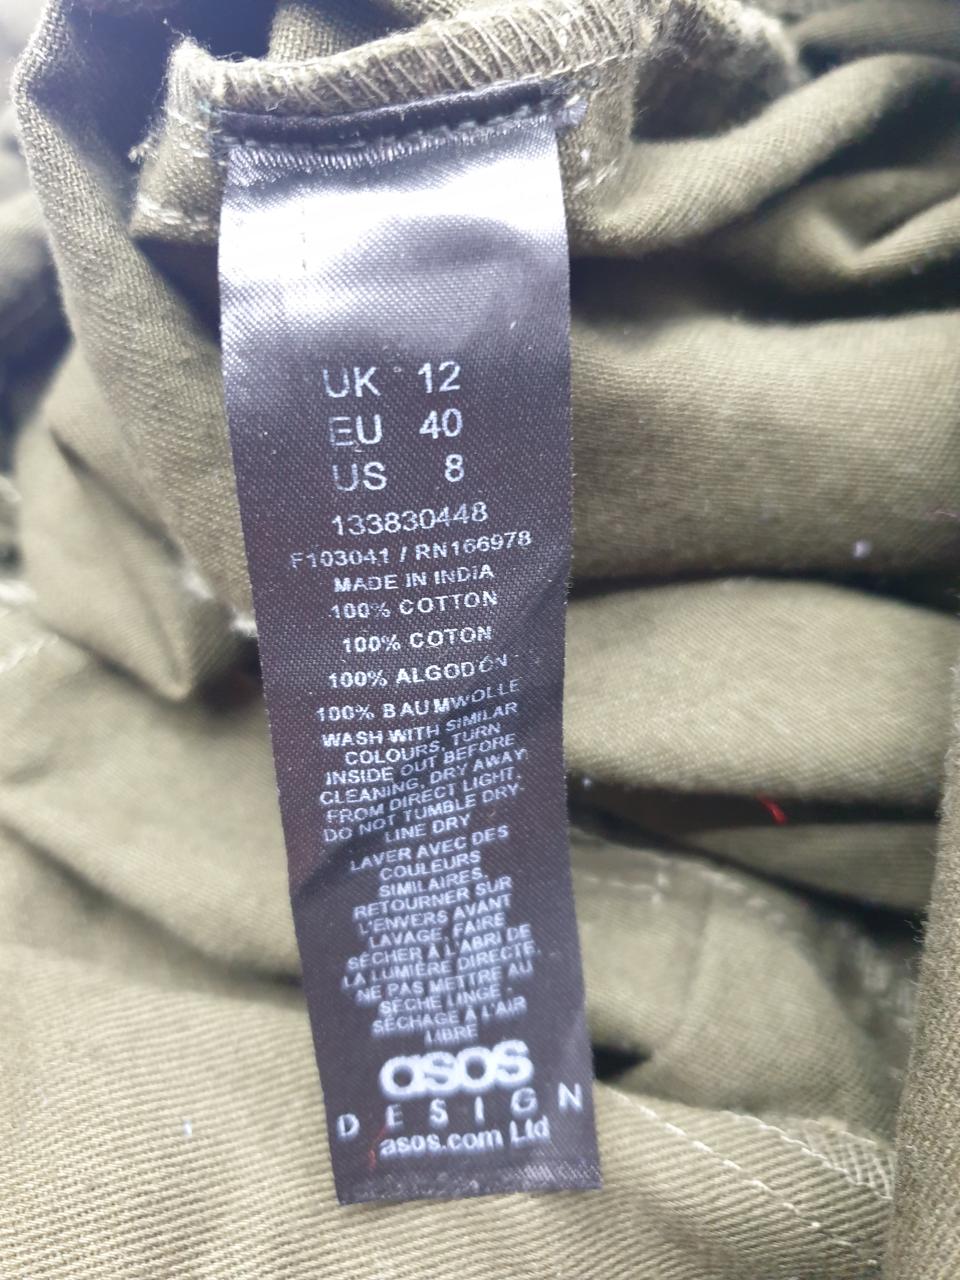 UK 12
EU 40
US 8
133830448
F103041 / RN166978
MADE IN INDIA
100% COTTON
100% COTON
100% ALGODÓN
100% BAUMWOLLE
WASH WITH SIMILAR
COLOURS, TURN
INSIDE OUT BEFORE
CLEANING, DRY AWAY
FROM DIRECT LIGHT.
DO NOT TUMBLE DRY-
LINE DRY
LAVER AVEC DES
COULEURS
SIMILAIRES.
RETOURNER SUR
L'ENVERS AVANT
LAVAGE, FAIRE
SÉCHER À L'ABRI DE
LA LUMIÈRE DIRECTE.
NE PAS METTRE AU
SÈCHE LINGE -
SÉCHAGE À L'AIR
LIBRE
asos
DESIGN
asos.com Ltd